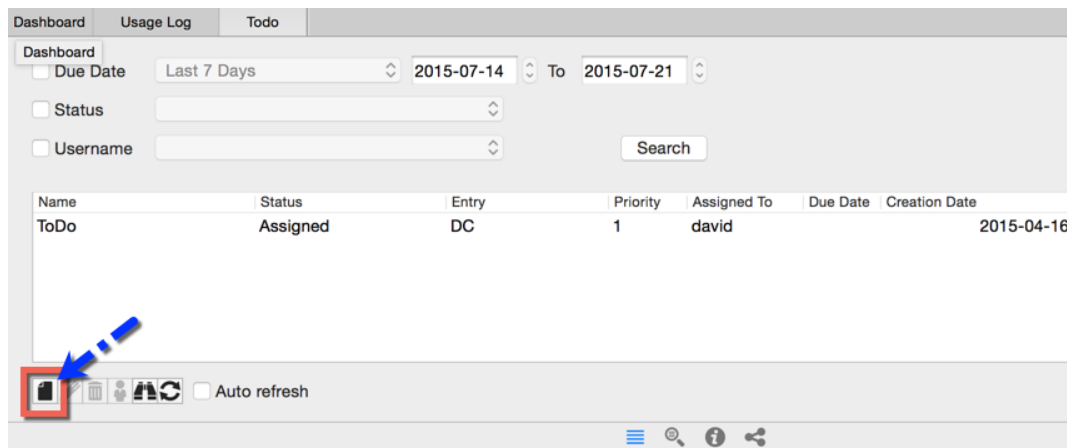 Dashboard Usage Log Todo
Dashboard
Due Date Last 7 Days 2015-07-14 To 2015-07-21
Status
Username Search
Name Status Entry Priority Assigned To Due Date Creation Date
ToDo Assigned DC 1 david 2015-04-16
Auto refresh